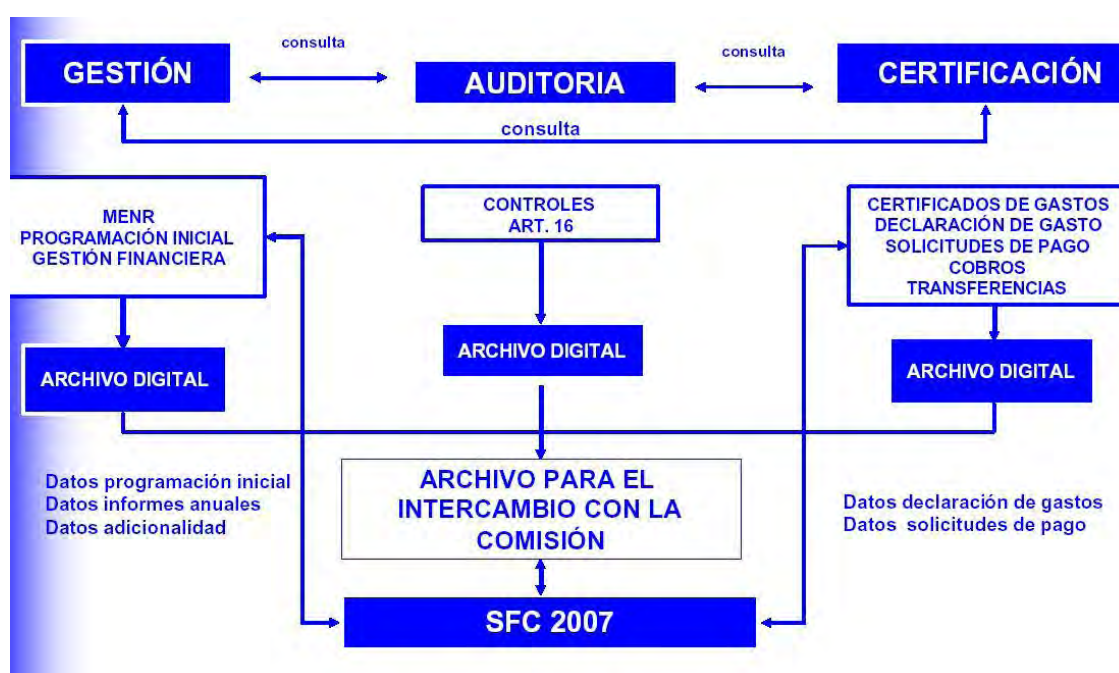 consulta
consulta
GESTIÓN
AUDITORIA
CERTIFICACIÓN
consulta
MENR
PROGRAMACIÓN INICIAL
GESTIÓN FINANCIERA
CONTROLES
ART. 16
CERTIFICADOS DE GASTOS
DECLARACIÓN DE GASTO
SOLICITUDES DE PAGO
COBROS
TRANSFERENCIAS
ARCHIVO DIGITAL
ARCHIVO DIGITAL
ARCHIVO DIGITAL
Datos programación inicial
Datos informes anuales
Datos adicionalidad
ARCHIVO PARA EL
INTERCAMBIO CON LA
COMISIÓN
Datos declaración de gastos
Datos solicitudes de pago
SFC 2007